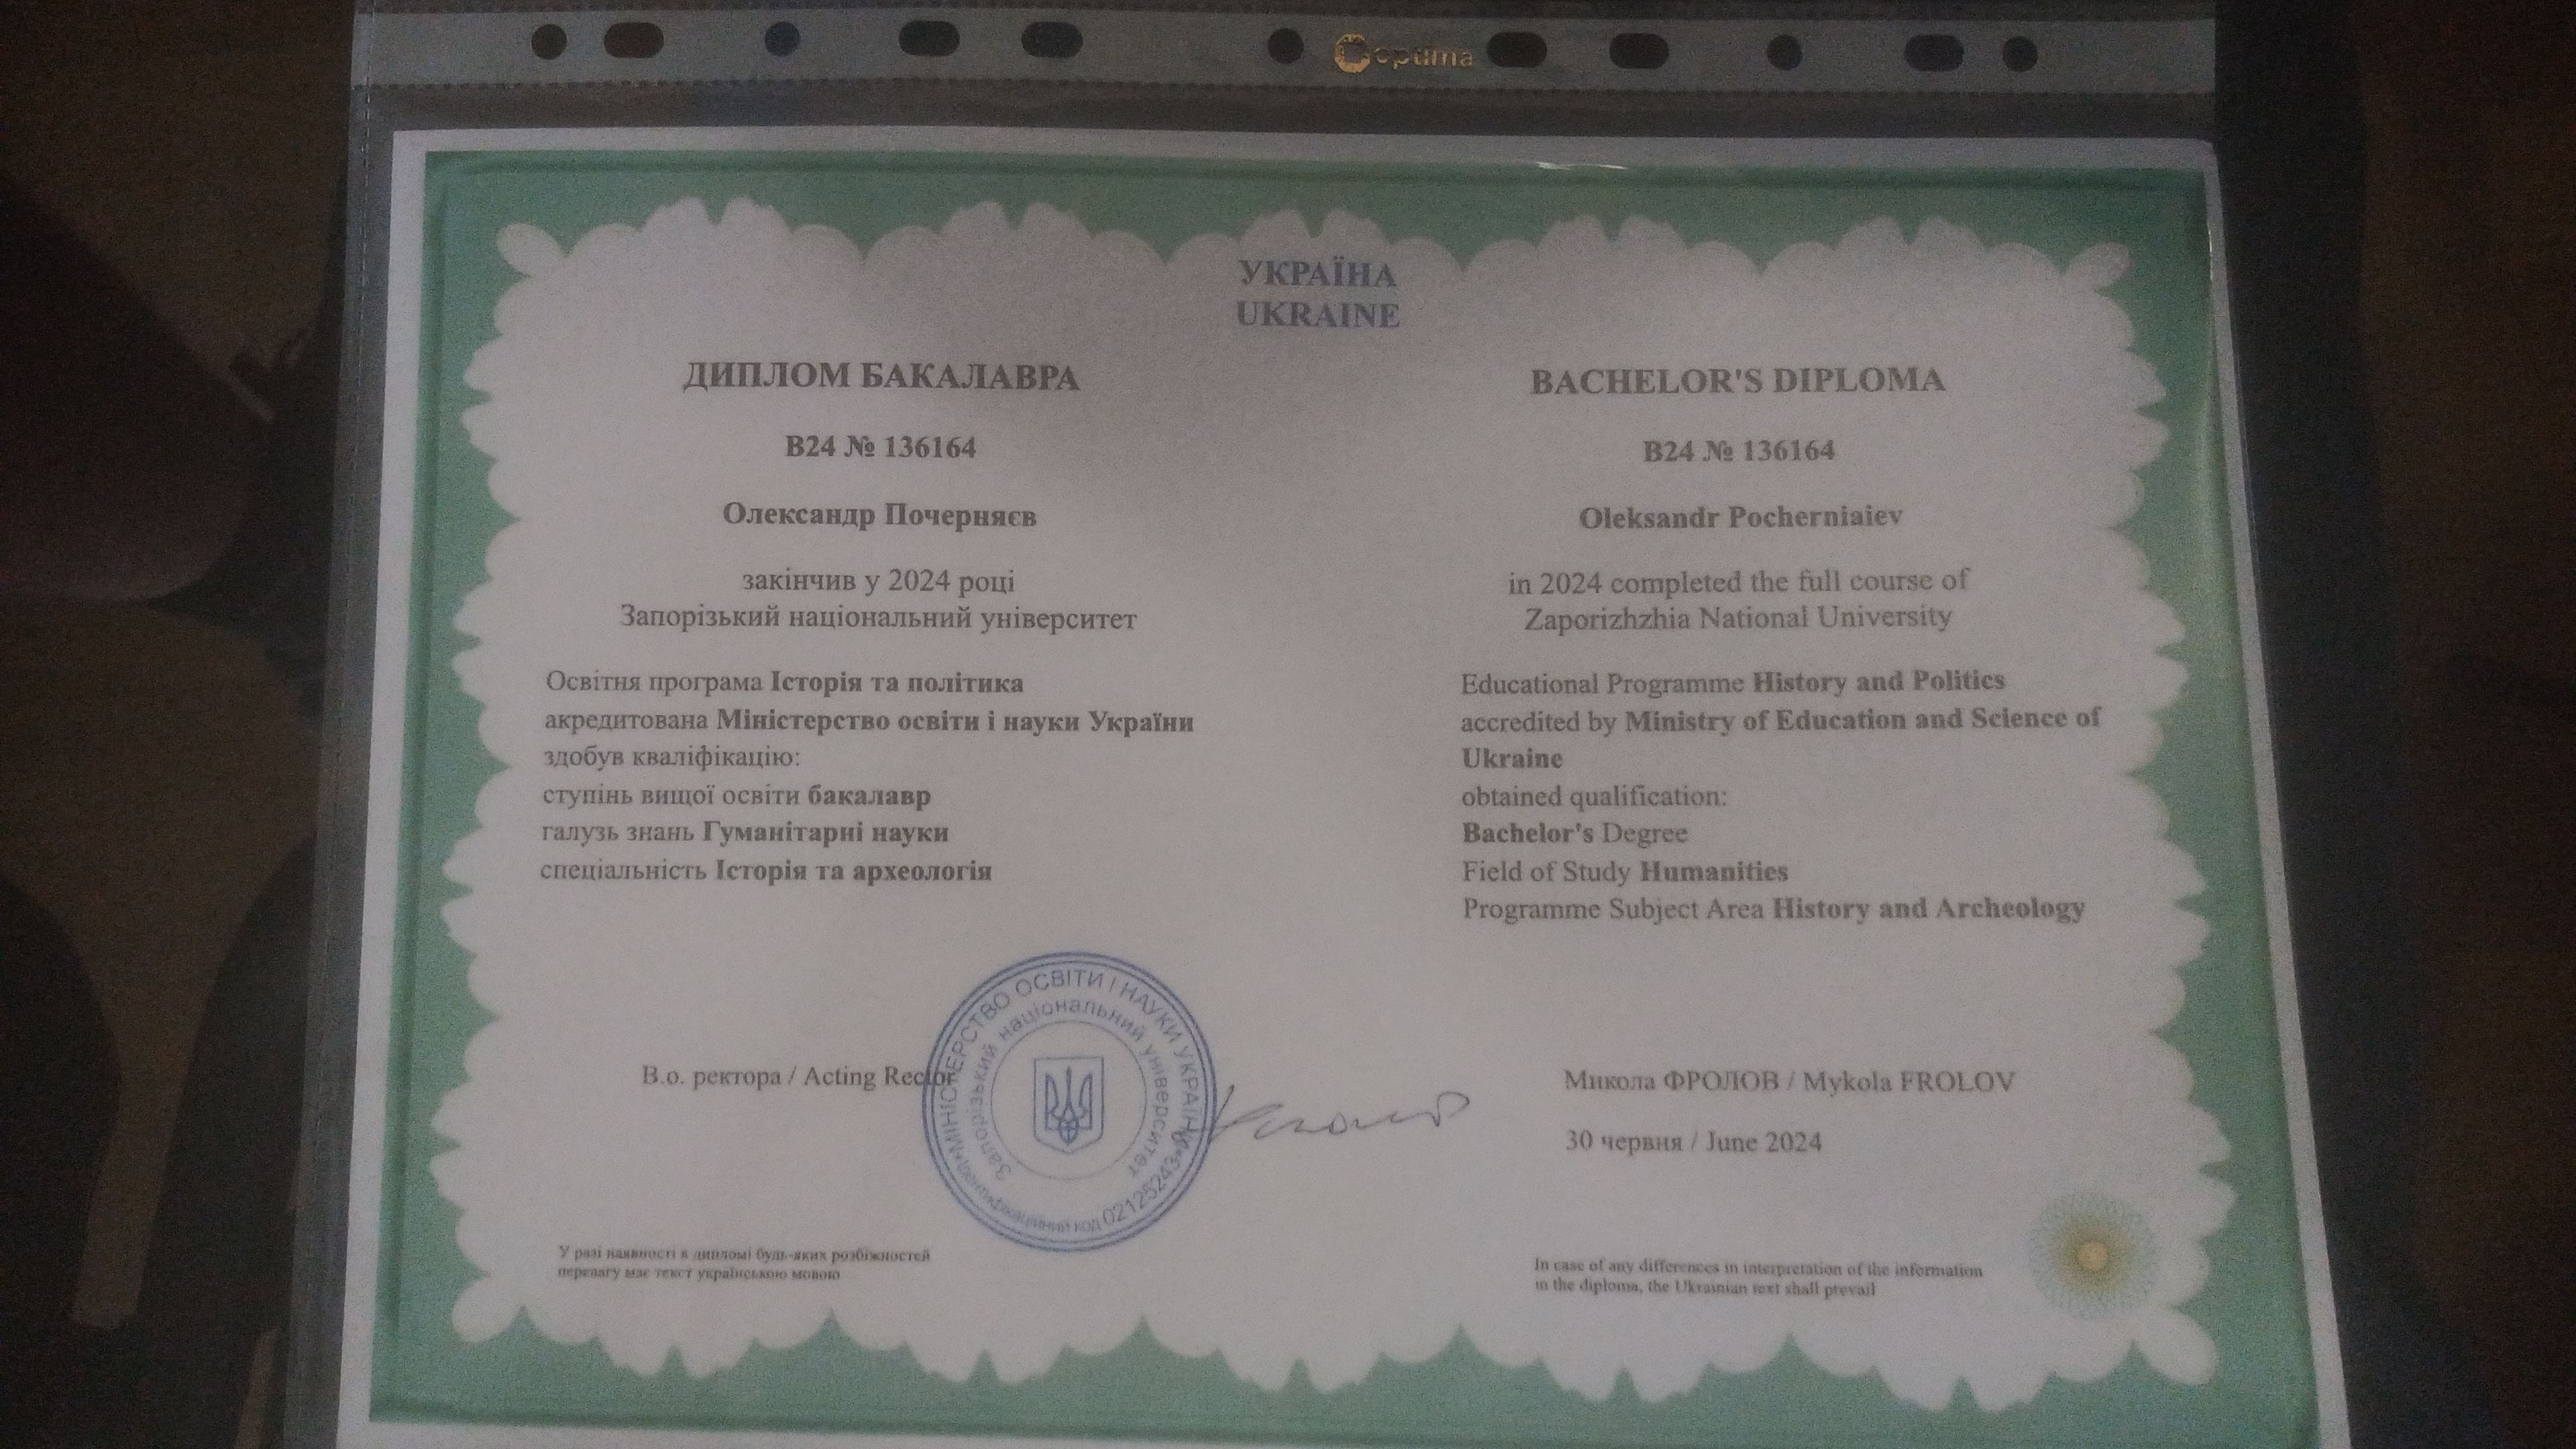 optima
УКРАЇНА
UKRAINE
ДИПЛОМ БАКАЛАВРА
B24 № 136164
Олександр Почерняєв
закінчив у 2024 році
Запорізький національний університет
Освітня програма Історія та політика
акредитована Міністерство освіти і науки України
здобув кваліфікацію:
ступінь вищої освіти бакалавр
галузь знань Гуманітарні науки
спеціальність Історія та археологія
BACHELOR'S DIPLOMA
B24 № 136164
Oleksandr Pocherniaiev
in 2024 completed the full course of
Zaporizhzhia National University
Educational Programme History and Politics
accredited by Ministry of Education and Science of
Ukraine
obtained qualification:
Bachelor's Degree
Field of Study Humanities
Programme Subject Area History and Archeology
В.о. ректора / Acting Rector
МІНІСТЕРСТВО ОСВІТИ І НАУКИ УКРАЇНИ
Запорізький національний університет
Ідентифікаційний код 02125243
Микола ФРОЛОВ / Mykola FROLOV
30 червня / June 2024
У разі наявності в дипломі будь-яких розбіжностей
перевагу має текст українською мовою
In case of any differences in interpretation of the information
in the diploma, the Ukrainian text shall prevail